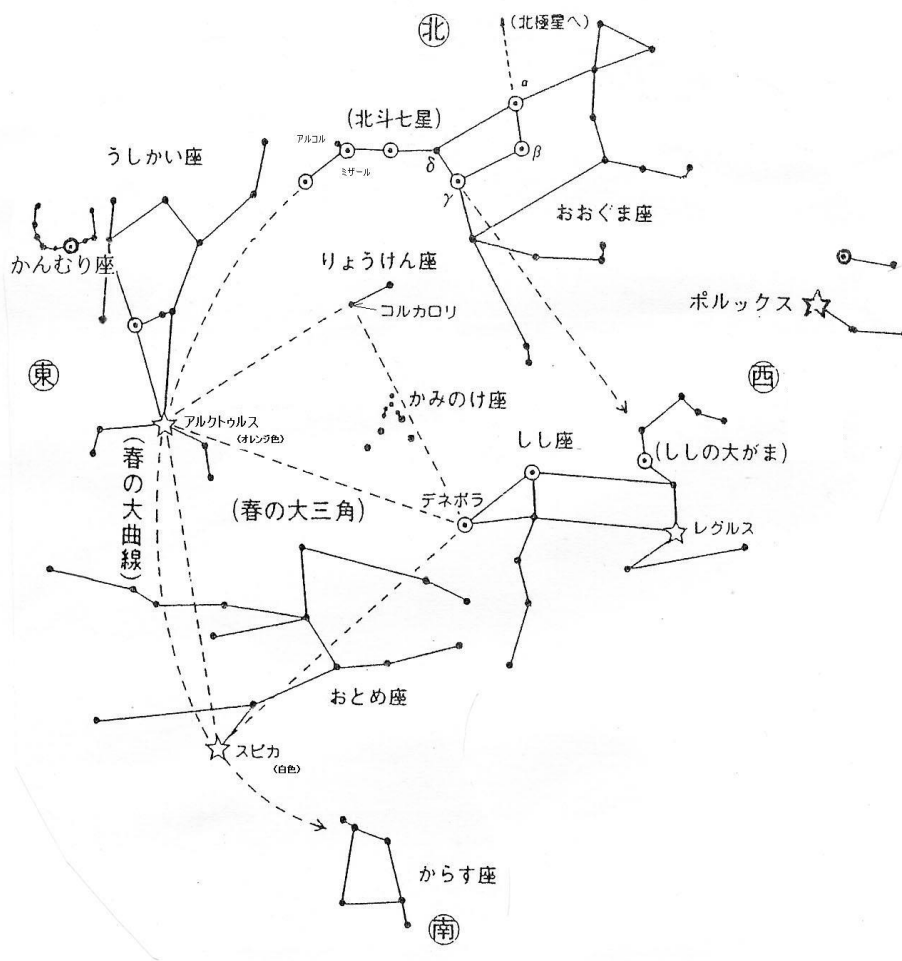 北
(北極星へ)
α
(北斗七星)
アルコル
ミザール
β
δ
γ
うしかい座
おおぐま座
かんむり座
りょうけん座
コルカロリ
ポルックス
東
西
かみのけ座
アルクトゥルス
(オレンジ色)
しし座
(ししの大がま)
デネボラ
(春の大曲線)
(春の大三角)
レグルス
おとめ座
スピカ
(白色)
からす座
南